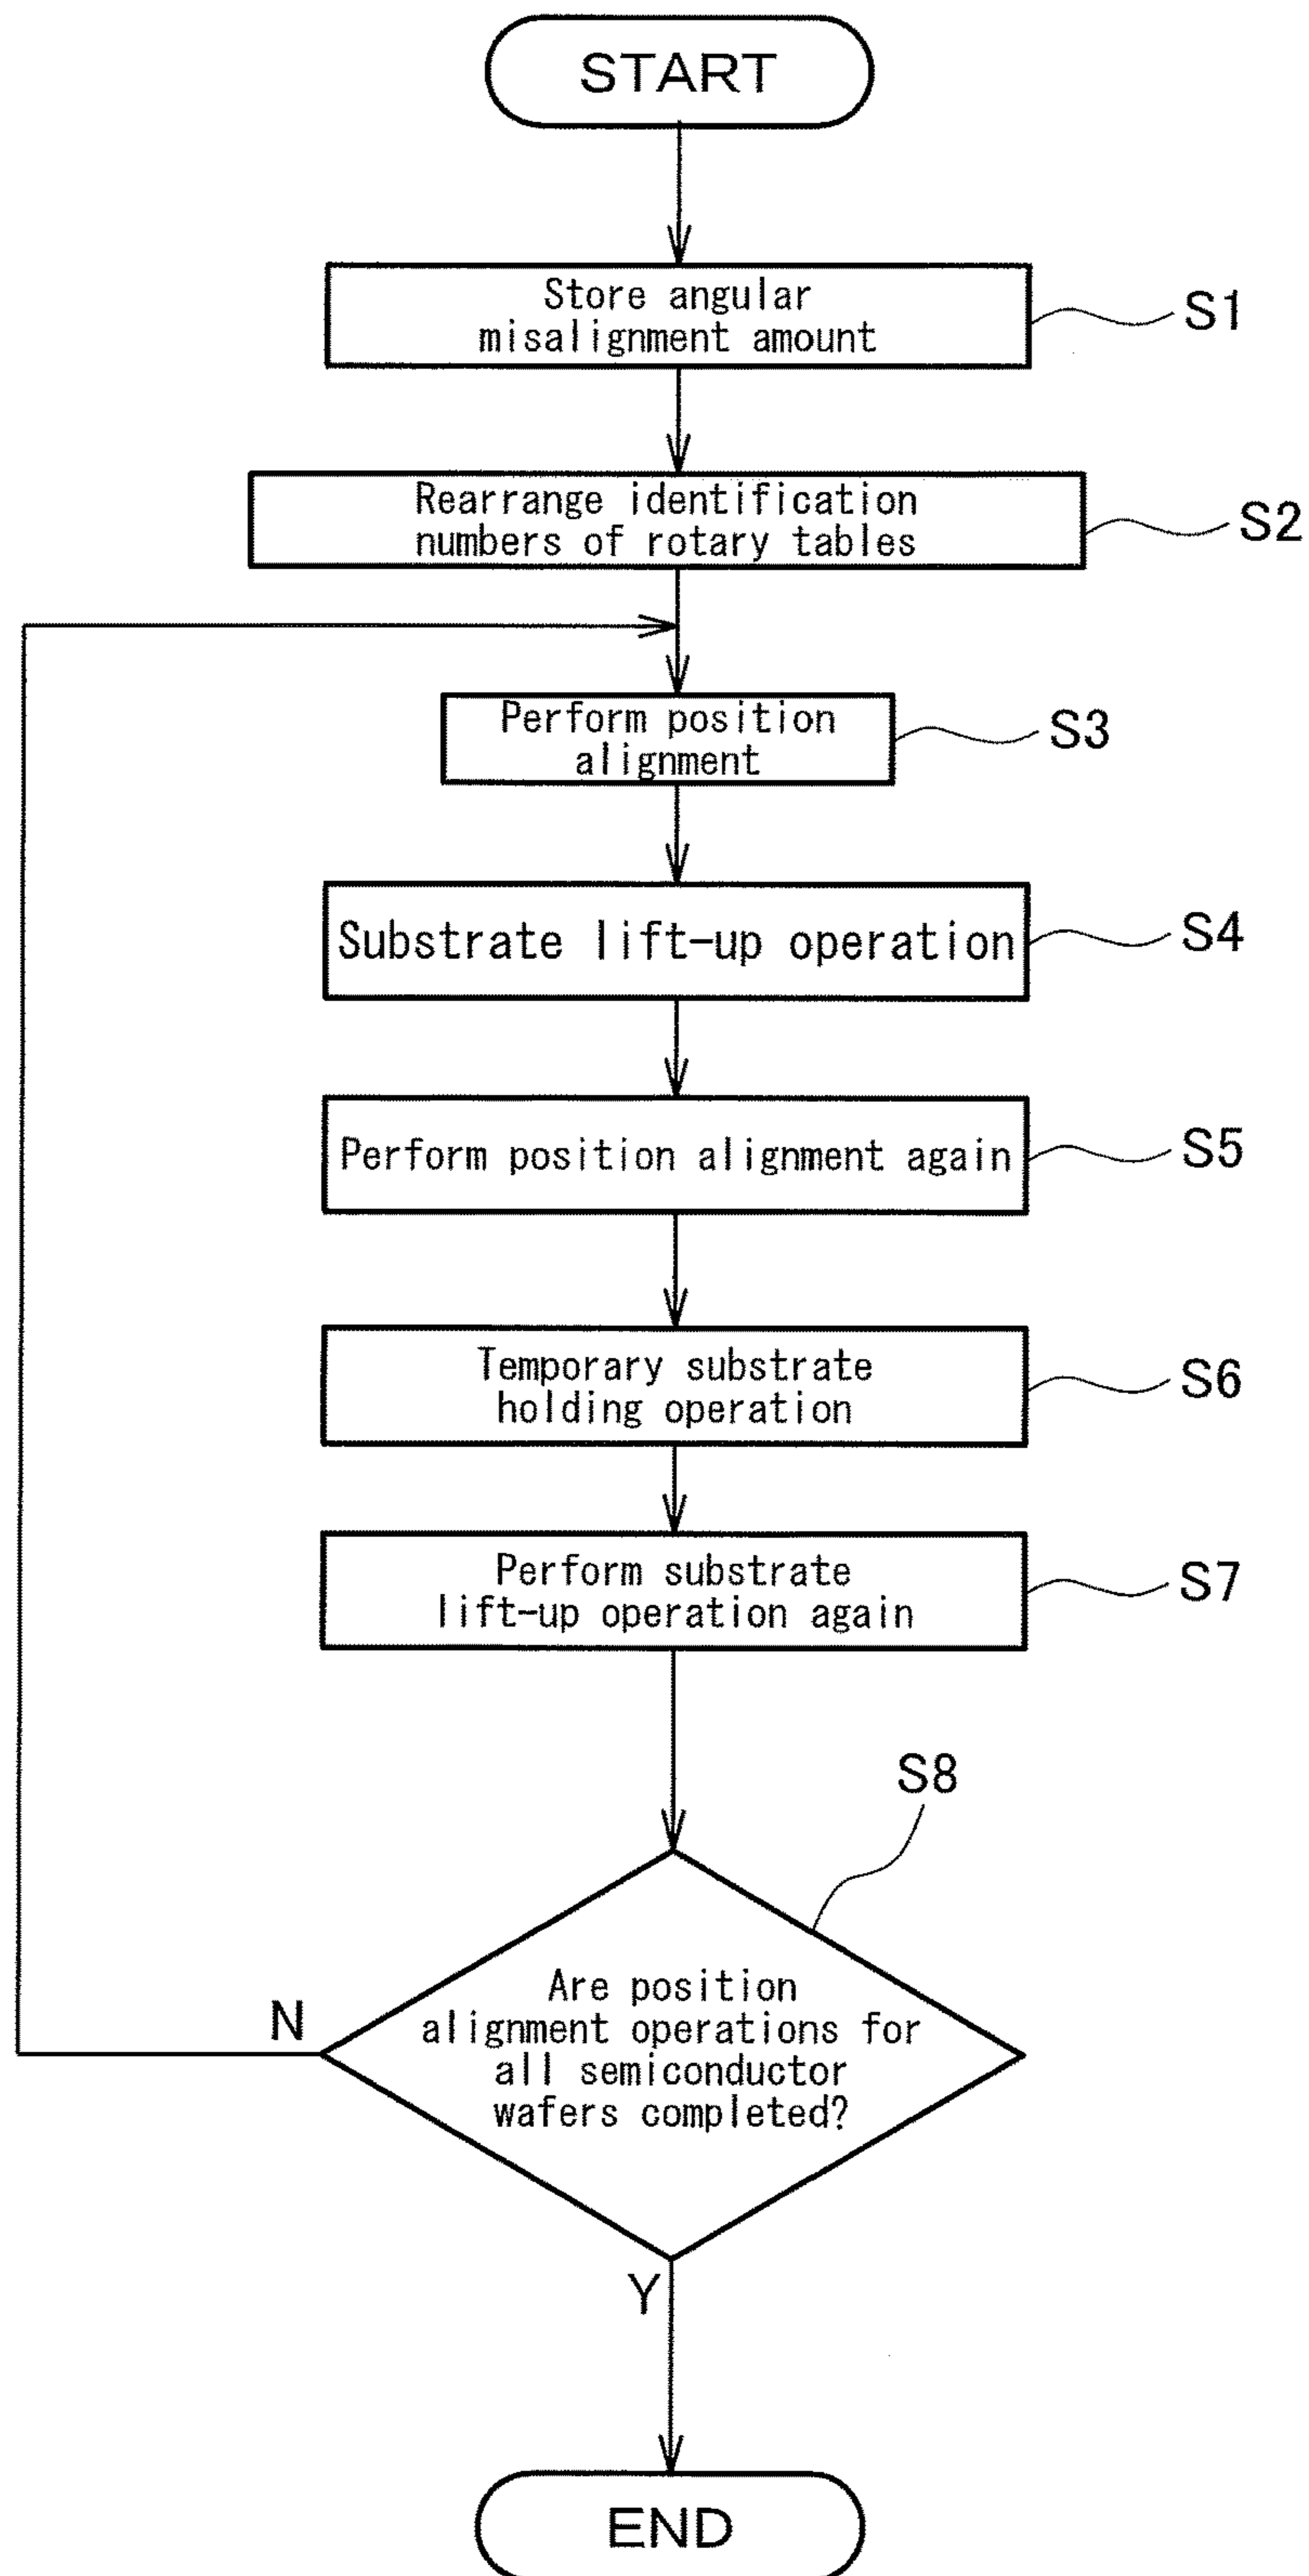 START
Store angular
misalignment amount
S1
Rearrange identification
numbers of rotary tables
S2
Perform position
alignment
S3
Substrate lift-up operation
S4
Perform position alignment again
S5
Temporary substrate
holding operation
S6
Perform substrate
lift-up operation again
S7
S8
Are position
alignment operations for
all semiconductor
wafers completed?
N
Y
END